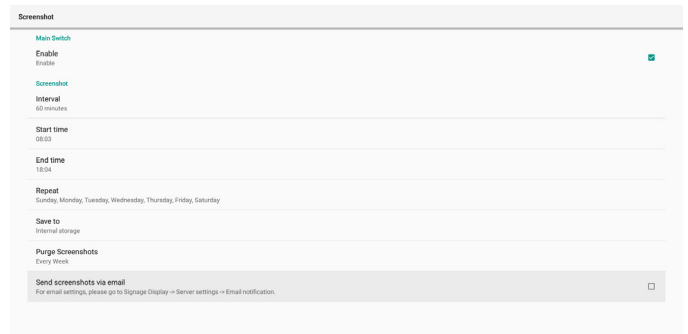 Screenshot
Main Switch
Enable
Enable
Screenshot
Interval
60 minutes
Start time
08:03
End time
18:04
Repeat
Sunday, Monday, Tuesday, Wednesday, Thursday, Friday, Saturday
Save to
Internal storage
Purge Screenshots
Every Week
Send screenshots via email
For email settings, please go to Signage Display -> Server settings -> Email notification.